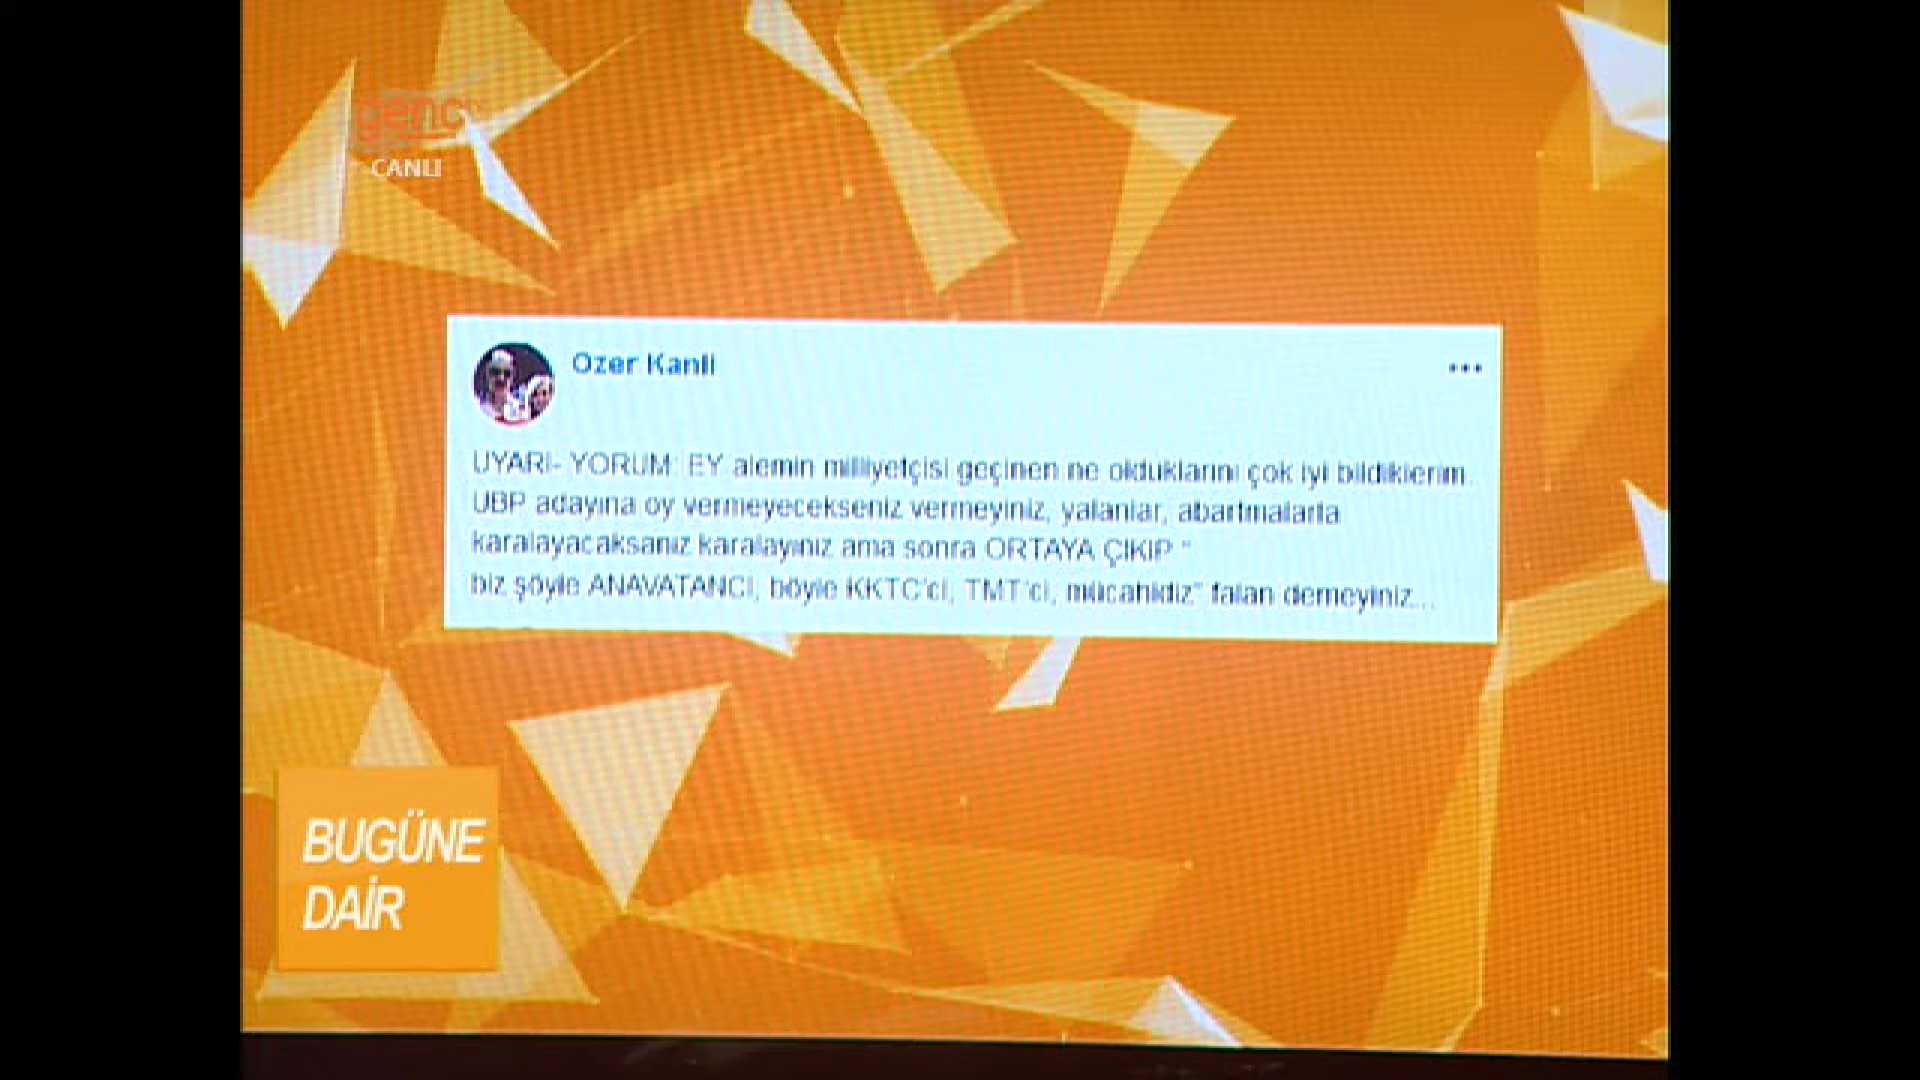 genç
CANLI
Ozer Kanli
UYARI- YORUM: EY alemin milliyetçisi geçinen ne olduklarını çok iyi bildiklerim.
UBP adayına oy vermeyecekseniz vermeyiniz, yalanlar, abartmalarla
karalayacaksanız karalayınız ama sonra ORTAYA ÇIKIP "
biz şöyle ANAVATANCI, böyle KKTC'ci, TMT'ci, mücahidiz" falan demeyiniz...
BUGÜNE
DAİR